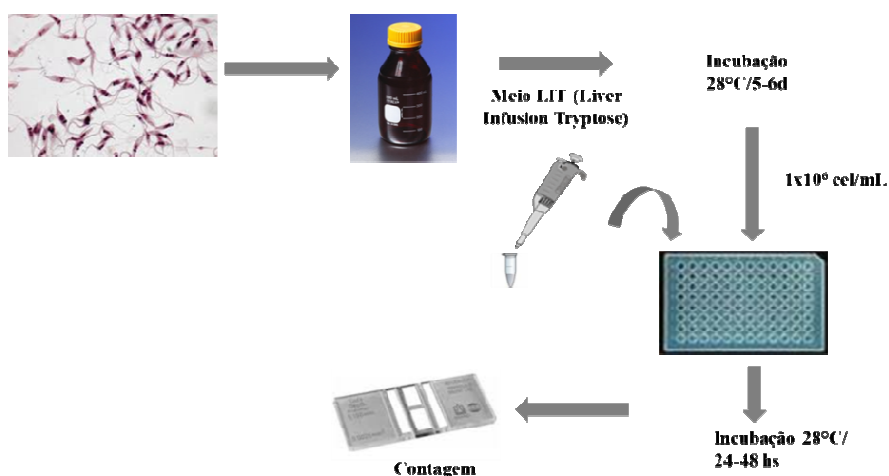 Incubação
28°C/5-6d
Meio LIT (Liver
Infusion Tryptose)
1x10⁶ cel/mL
Incubação 28°C/
24-48 hs
Contagem